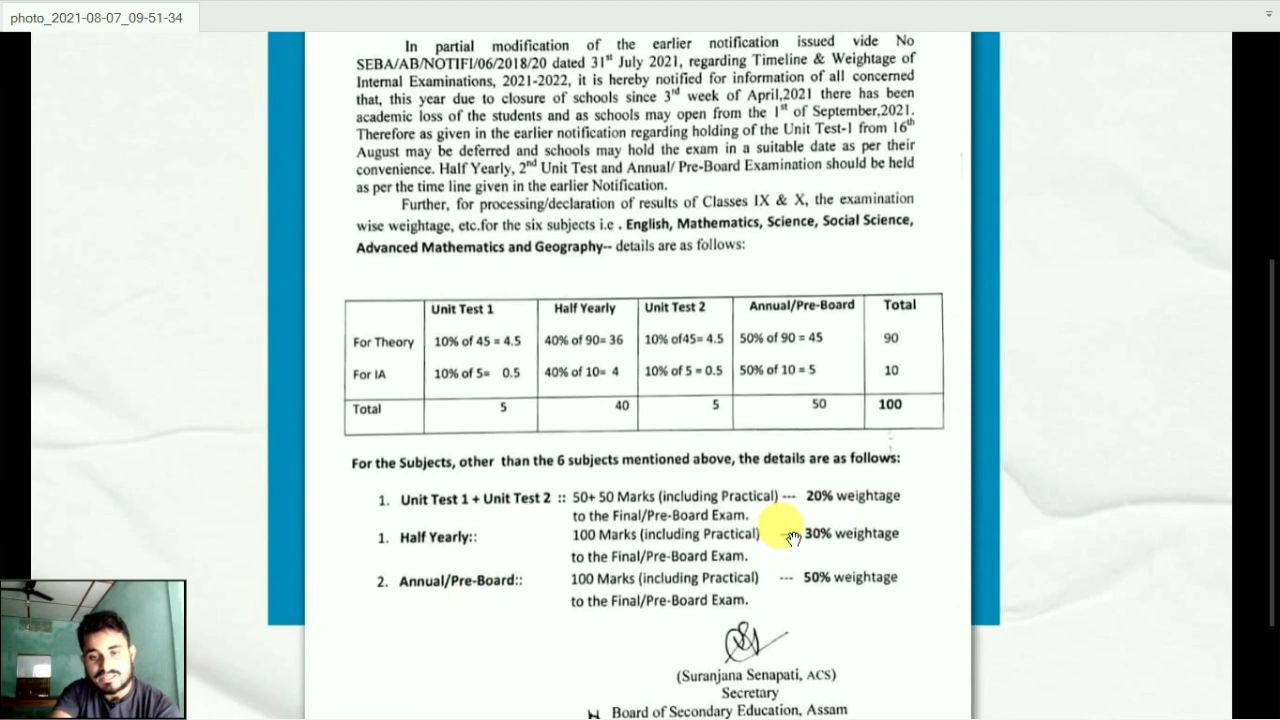 photo_2021-08-07_09-51-34
In partial modification of the earlier notification issued vide No
SEBA/AB/NOTIFI/06/2018/20 dated 31st July 2021, regarding Timeline & Weightage of
Internal Examinations, 2021-2022, it is hereby notified for information of all concerned
that, this year due to closure of schools since 3rd week of April,2021 there has been
academic loss of the students and as schools may open from the 1st of September,2021.
Therefore as given in the earlier notification regarding holding of the Unit Test-1 from 16th
August may be deferred and schools may hold the exam in a suitable date as per their
convenience. Half Yearly, 2nd Unit Test and Annual/ Pre-Board Examination should be held
as per the time line given in the earlier Notification.
Further, for processing/declaration of results of Classes IX & X, the examination
wise weightage, etc.for the six subjects i.e . English, Mathematics, Science, Social Science,
Advanced Mathematics and Geography-- details are as follows:
Unit Test 1 Half Yearly Unit Test 2 Annual/Pre-Board Total
For Theory 10% of 45 = 4.5 40% of 90= 36 10% of45= 4.5 50% of 90 = 45 90
For IA 10% of 5= 0.5 40% of 10= 4 10% of 5 = 0.5 50% of 10 = 5 10
Total 5 40 5 50 100
For the Subjects, other than the 6 subjects mentioned above, the details are as follows:
1. Unit Test 1 + Unit Test 2 :: 50+ 50 Marks (including Practical) --- 20% weightage
to the Final/Pre-Board Exam.
1. Half Yearly:: 100 Marks (including Practical) --- 30% weightage
to the Final/Pre-Board Exam.
2. Annual/Pre-Board:: 100 Marks (including Practical) --- 50% weightage
to the Final/Pre-Board Exam.
(Suranjana Senapati, ACS)
Secretary
Board of Secondary Education, Assam